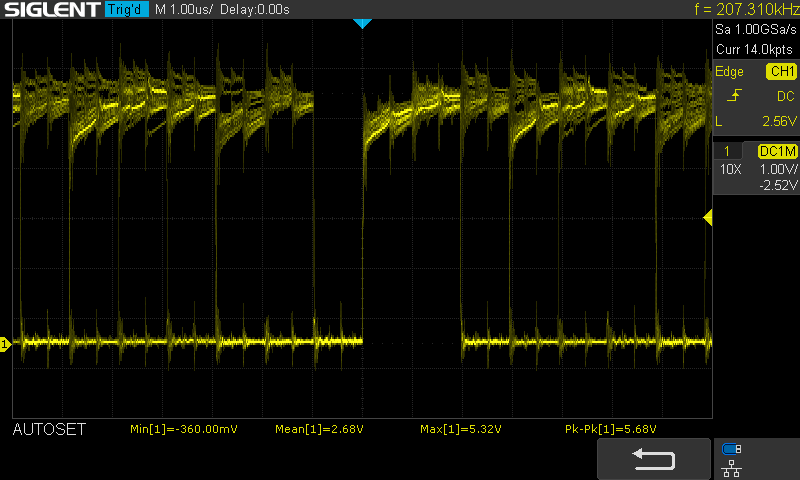 SIGLENT Trig'd M 1.00us/ Delay:0.00s f = 207.310kHz
Sa 1.00GSa/s
Curr 14.0kpts
Edge CH1
DC
L 2.56V
1 DC1M
10X 1.00V/
-2.52V
1
AUTOSET Min[1]=-360.00mV Mean[1]=2.68V Max[1]=5.32V Pk-Pk[1]=5.68V